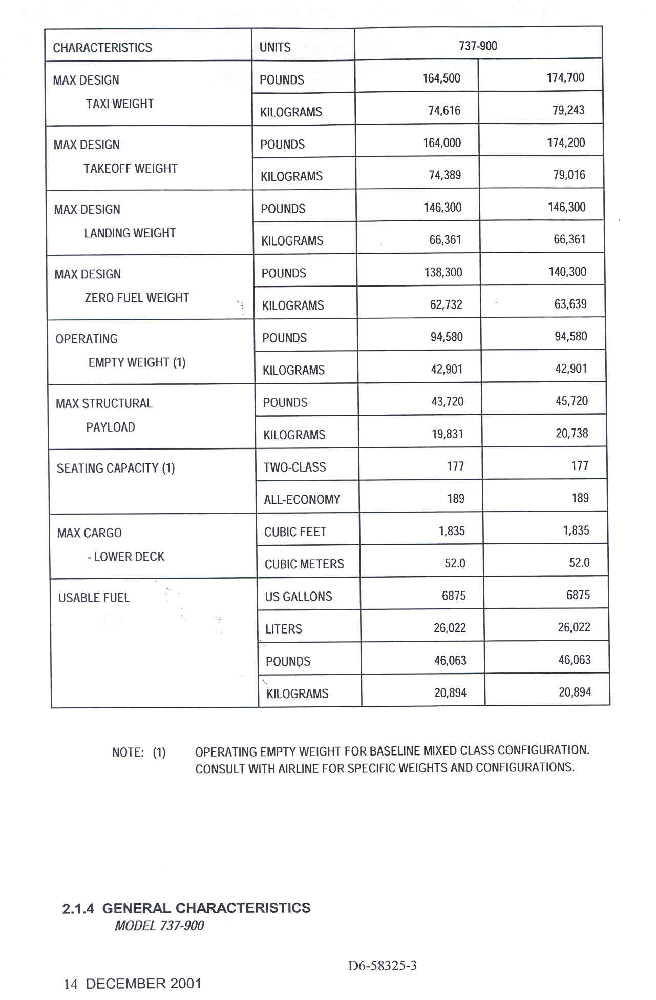 CHARACTERISTICS UNITS 737-900
MAX DESIGN POUNDS 164,500 174,700
TAXI WEIGHT KILOGRAMS 74,616 79,243
MAX DESIGN POUNDS 164,000 174,200
TAKEOFF WEIGHT KILOGRAMS 74,389 79,016
MAX DESIGN POUNDS 146,300 146,300
LANDING WEIGHT KILOGRAMS 66,361 66,361
MAX DESIGN POUNDS 138,300 140,300
ZERO FUEL WEIGHT KILOGRAMS 62,732 63,639
OPERATING POUNDS 94,580 94,580
EMPTY WEIGHT (1) KILOGRAMS 42,901 42,901
MAX STRUCTURAL POUNDS 43,720 45,720
PAYLOAD KILOGRAMS 19,831 20,738
SEATING CAPACITY (1) TWO-CLASS 177 177
ALL-ECONOMY 189 189
MAX CARGO CUBIC FEET 1,835 1,835
- LOWER DECK CUBIC METERS 52.0 52.0
USABLE FUEL US GALLONS 6875 6875
LITERS 26,022 26,022
POUNDS 46,063 46,063
KILOGRAMS 20,894 20,894
NOTE: (1) OPERATING EMPTY WEIGHT FOR BASELINE MIXED CLASS CONFIGURATION.
CONSULT WITH AIRLINE FOR SPECIFIC WEIGHTS AND CONFIGURATIONS.
2.1.4 GENERAL CHARACTERISTICS
MODEL 737-900
D6-58325-3
14 DECEMBER 2001